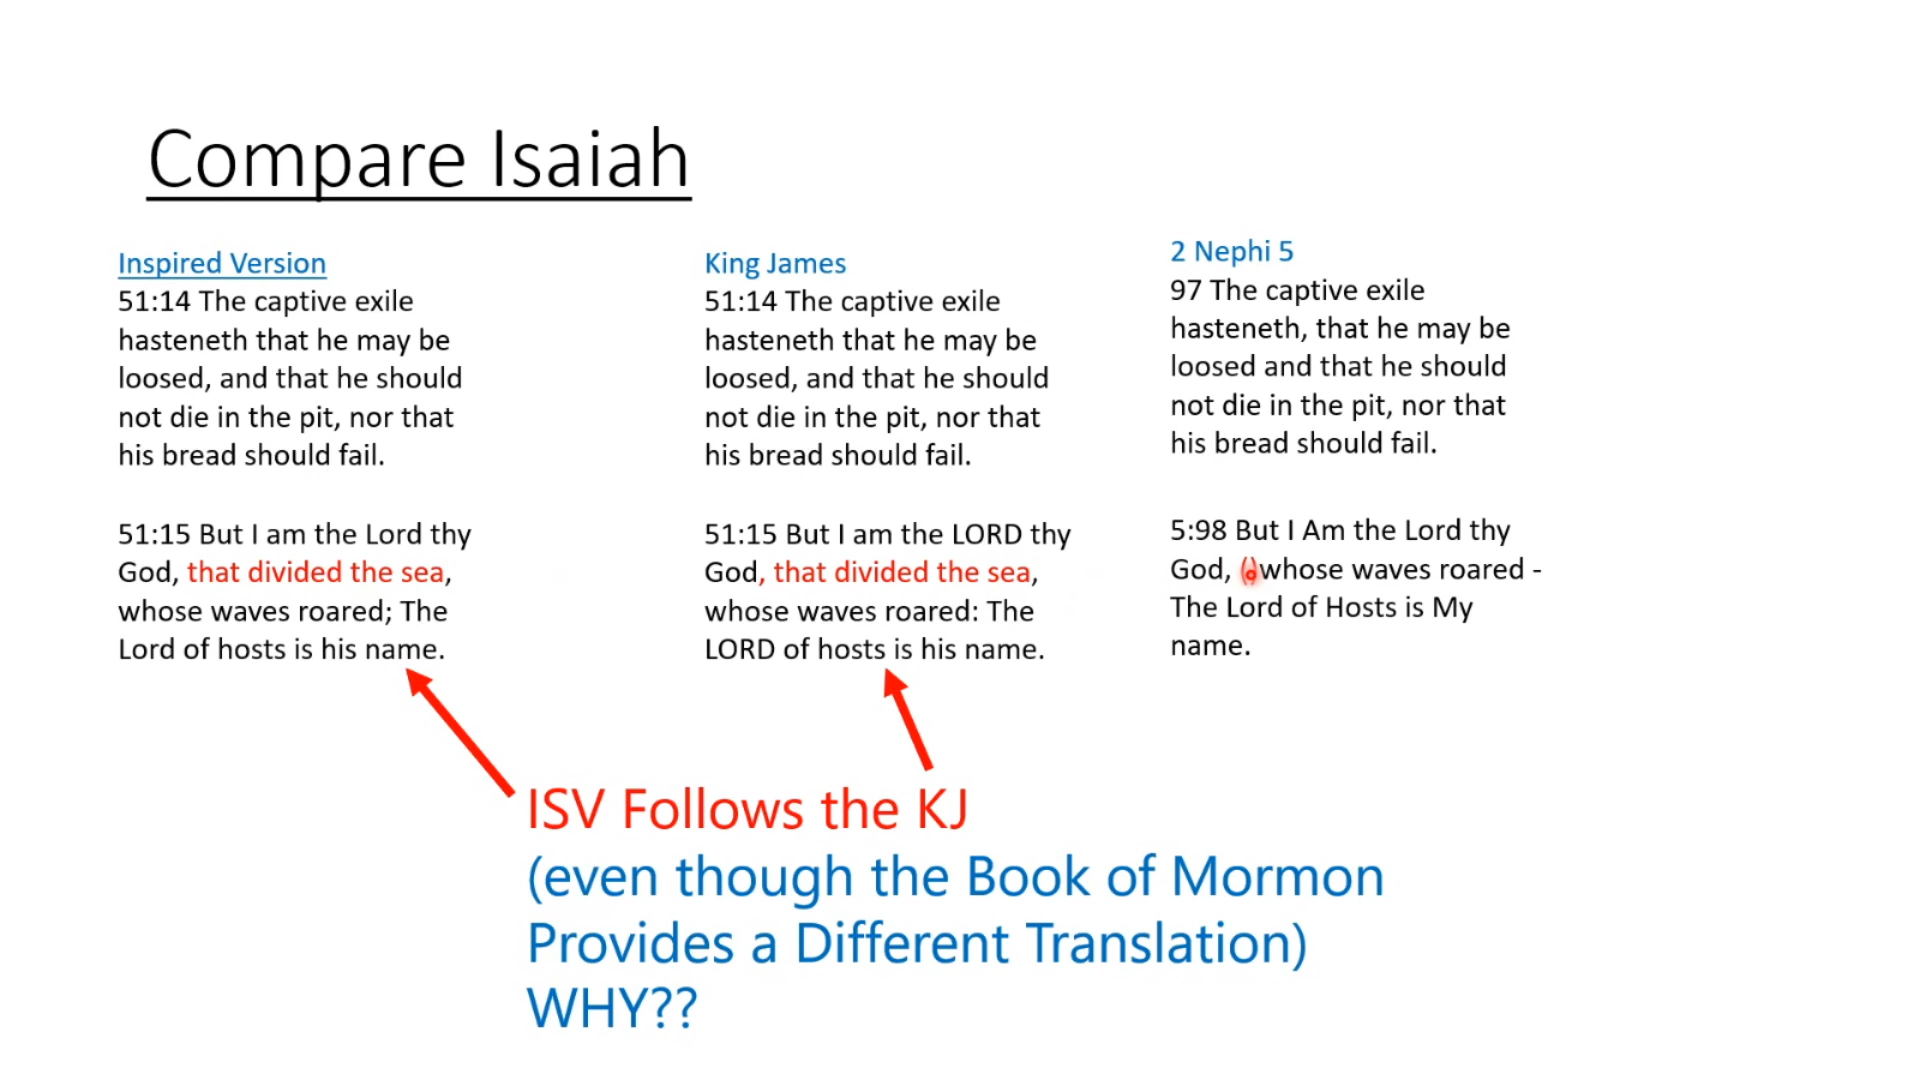 Compare Isaiah
Inspired Version
51:14 The captive exile
hasteneth that he may be
loosed, and that he should
not die in the pit, nor that
his bread should fail.
51:15 But I am the Lord thy
God, that divided the sea,
whose waves roared; The
Lord of hosts is his name.
King James
51:14 The captive exile
hasteneth that he may be
loosed, and that he should
not die in the pit, nor that
his bread should fail.
51:15 But I am the LORD thy
God, that divided the sea,
whose waves roared: The
LORD of hosts is his name.
2 Nephi 5
97 The captive exile
hasteneth, that he may be
loosed and that he should
not die in the pit, nor that
his bread should fail.
5:98 But I Am the Lord thy
God, ()whose waves roared -
The Lord of Hosts is My
name.
ISV Follows the KJ
(even though the Book of Mormon
Provides a Different Translation)
WHY??